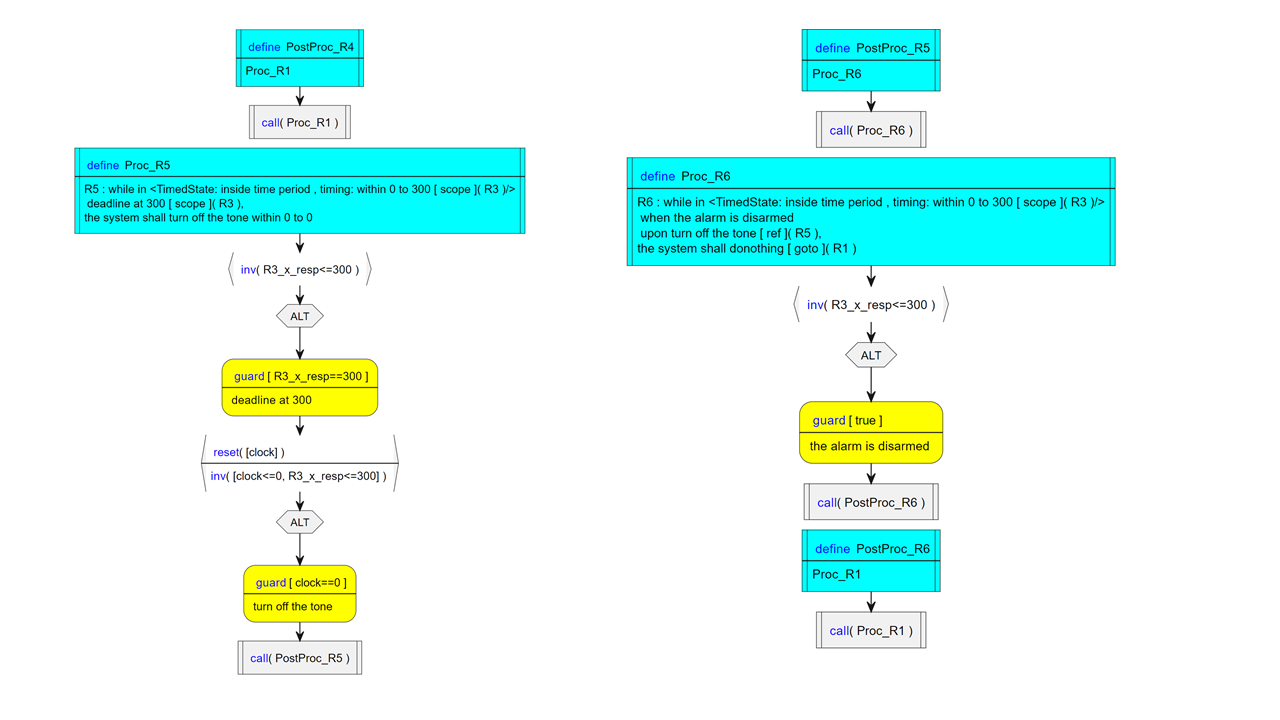 define PostProc_R4
Proc_R1
call( Proc_R1 )
define Proc_R5
R5 : while in <TimedState: inside time period , timing: within 0 to 300 [ scope ]( R3 )/>
deadline at 300 [ scope ]( R3 ),
the system shall turn off the tone within 0 to 0
inv( R3_x_resp<=300 )
ALT
guard [ R3_x_resp==300 ]
deadline at 300
reset( [clock] )
inv( [clock<=0, R3_x_resp<=300] )
ALT
guard [ clock==0 ]
turn off the tone
call( PostProc_R5 )
define PostProc_R5
Proc_R6
call( Proc_R6 )
define Proc_R6
R6 : while in <TimedState: inside time period , timing: within 0 to 300 [ scope ]( R3 )/>
when the alarm is disarmed
upon turn off the tone [ ref ]( R5 ),
the system shall donothing [ goto ]( R1 )
inv( R3_x_resp<=300 )
ALT
guard [ true ]
the alarm is disarmed
call( PostProc_R6 )
define PostProc_R6
Proc_R1
call( Proc_R1 )